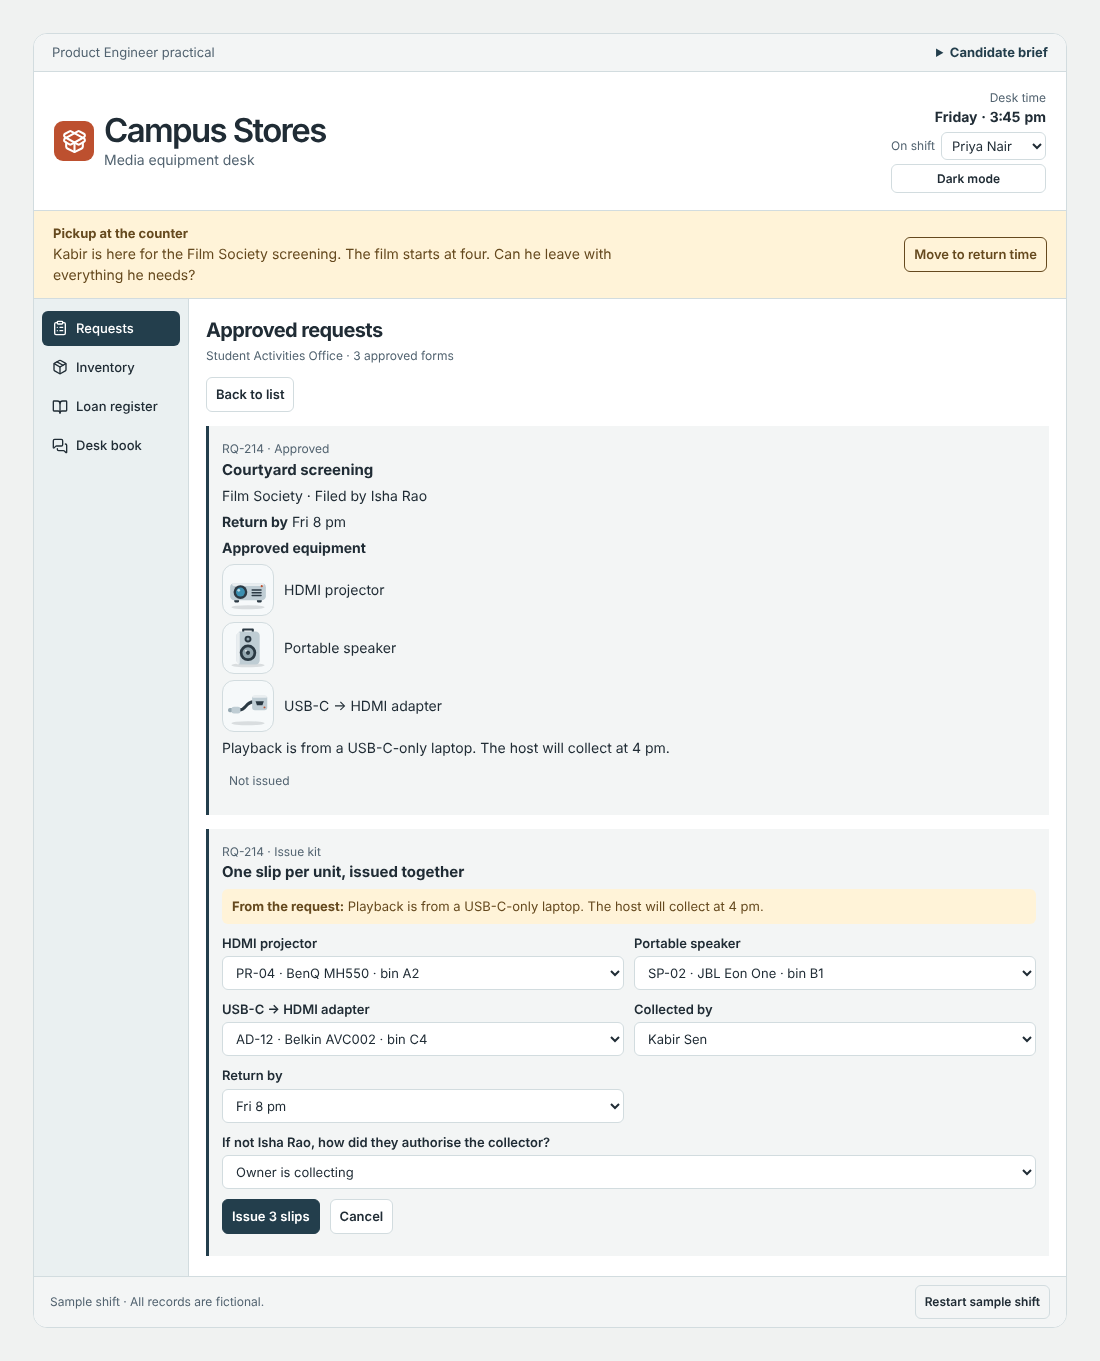 Product Engineer practical
▶ Candidate brief
Campus Stores
Media equipment desk
Desk time
Friday · 3:45 pm
On shift
Priya Nair
Dark mode
Pickup at the counter
Kabir is here for the Film Society screening. The film starts at four. Can he leave with
everything he needs?
Move to return time
Requests
Inventory
Loan register
Desk book
Approved requests
Student Activities Office · 3 approved forms
Back to list
RQ-214 · Approved
Courtyard screening
Film Society · Filed by Isha Rao
Return by Fri 8 pm
Approved equipment
HDMI projector
Portable speaker
USB-C → HDMI adapter
Playback is from a USB-C-only laptop. The host will collect at 4 pm.
Not issued
RQ-214 · Issue kit
One slip per unit, issued together
From the request: Playback is from a USB-C-only laptop. The host will collect at 4 pm.
HDMI projector
PR-04 · BenQ MH550 · bin A2
Portable speaker
SP-02 · JBL Eon One · bin B1
USB-C → HDMI adapter
AD-12 · Belkin AVC002 · bin C4
Collected by
Kabir Sen
Return by
Fri 8 pm
If not Isha Rao, how did they authorise the collector?
Owner is collecting
Issue 3 slips
Cancel
Sample shift · All records are fictional.
Restart sample shift